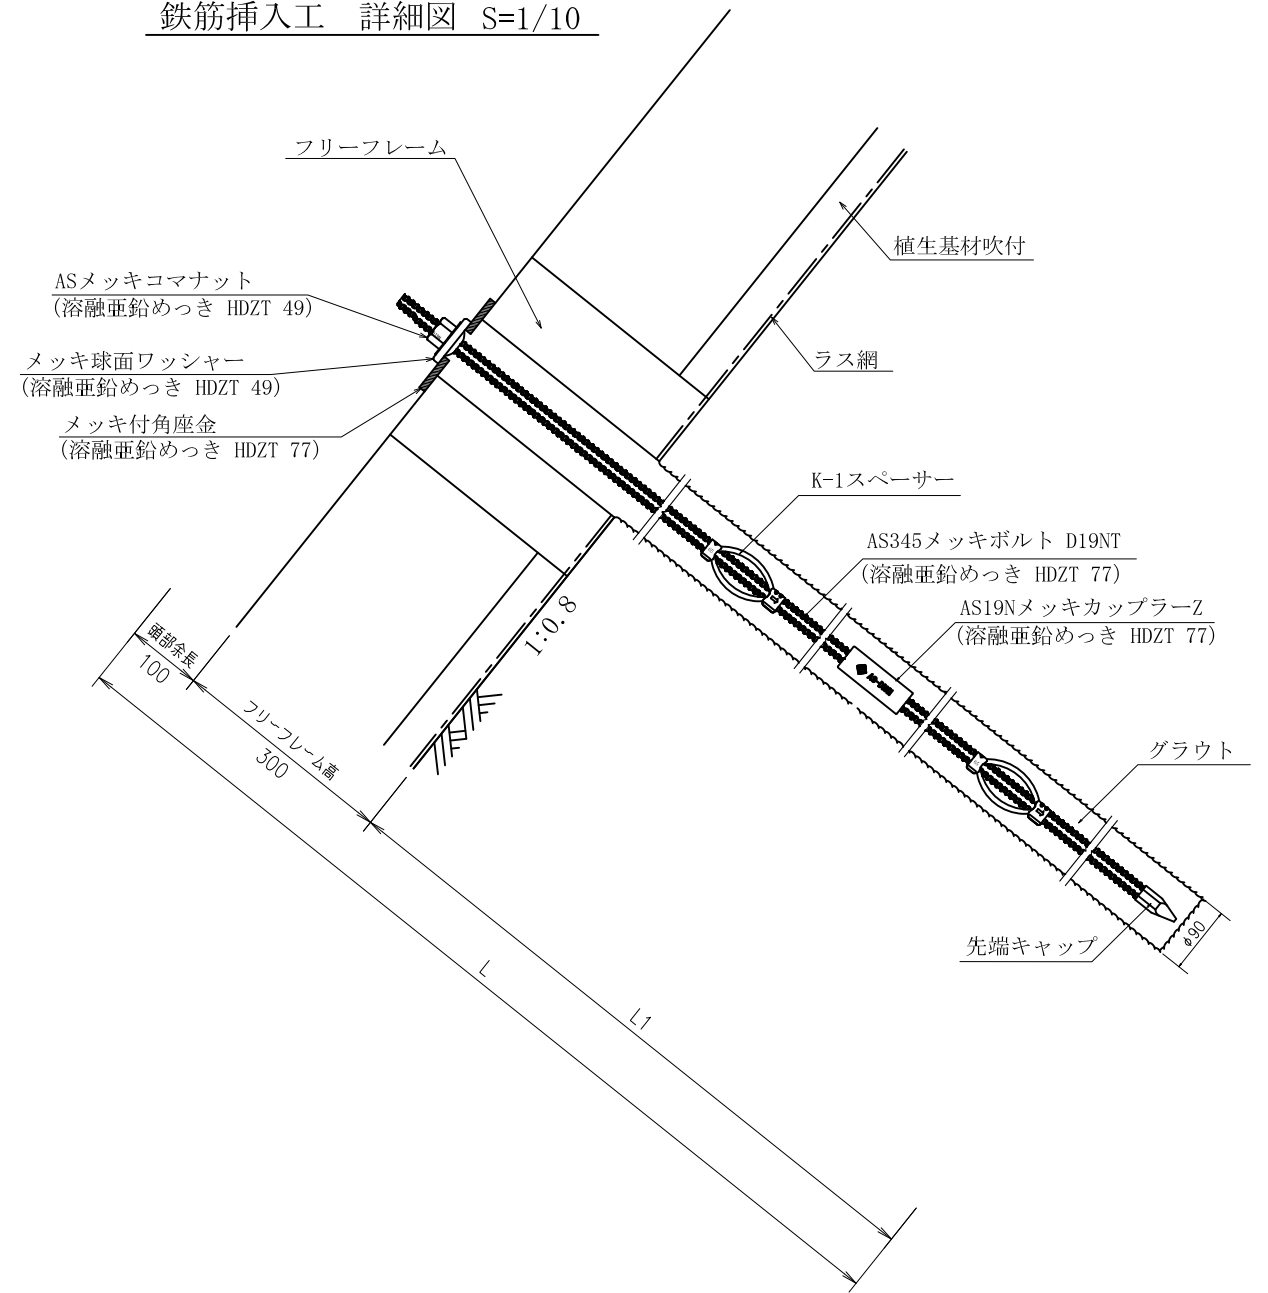 鉄筋挿入工　詳細図 S=1/10
フリーフレーム
植生基材吹付
ASメッキコマナット
(溶融亜鉛めっき HDZT 49)
ラス網
メッキ球面ワッシャー
(溶融亜鉛めっき HDZT 49)
メッキ付角座金
(溶融亜鉛めっき HDZT 77)
K-1スペーサー
AS345メッキボルト D19NT
(溶融亜鉛めっき HDZT 77)
AS19NメッキカップラーZ
(溶融亜鉛めっき HDZT 77)
1:0.8
頭部余長
100
フリーフレーム高
300
グラウト
先端キャップ
φ90
L
L1